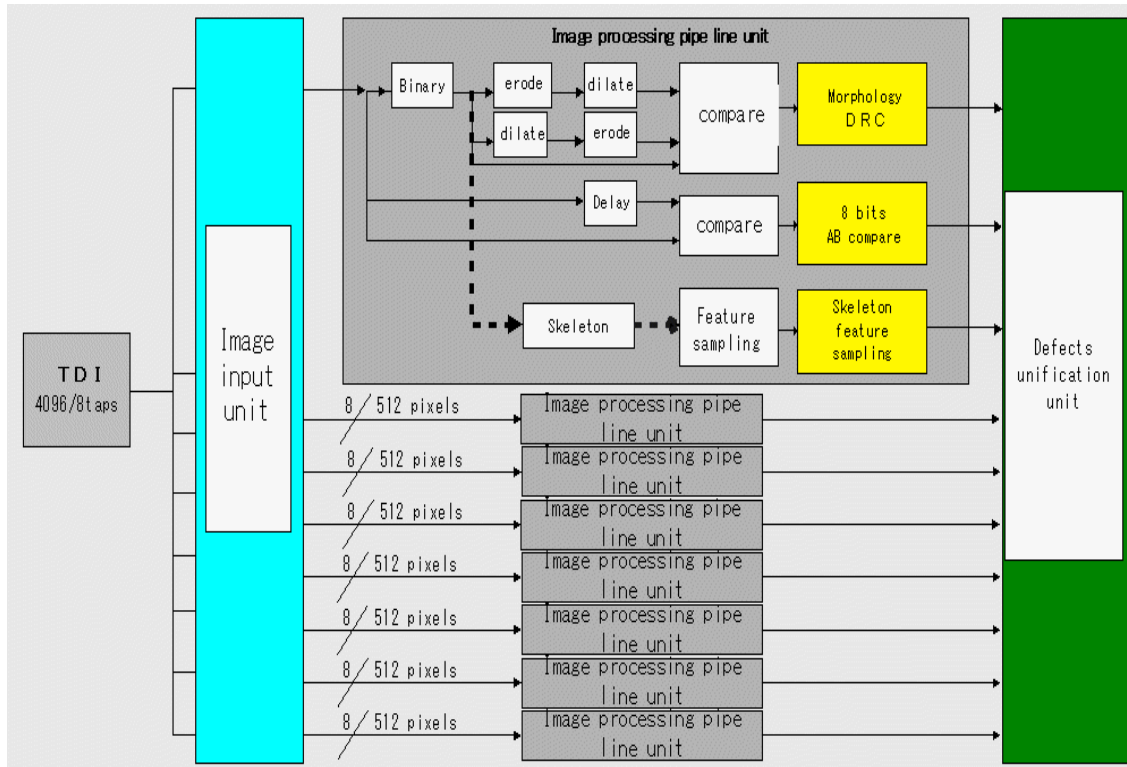 Image processing pipe line unit
Binary
erode
dilate
compare
Morphology
DRC
dilate
erode
Delay
compare
8 bits
AB compare
Skeleton
Feature
sampling
Skeleton
feature
sampling
TDI
4096/8taps
Image
input
unit
Defects
unification
unit
8 512 pixels
Image processing pipe
line unit
8 512 pixels
Image processing pipe
line unit
8 512 pixels
Image processing pipe
line unit
8 512 pixels
Image processing pipe
line unit
8 512 pixels
Image processing pipe
line unit
8 512 pixels
Image processing pipe
line unit
8 512 pixels
Image processing pipe
line unit